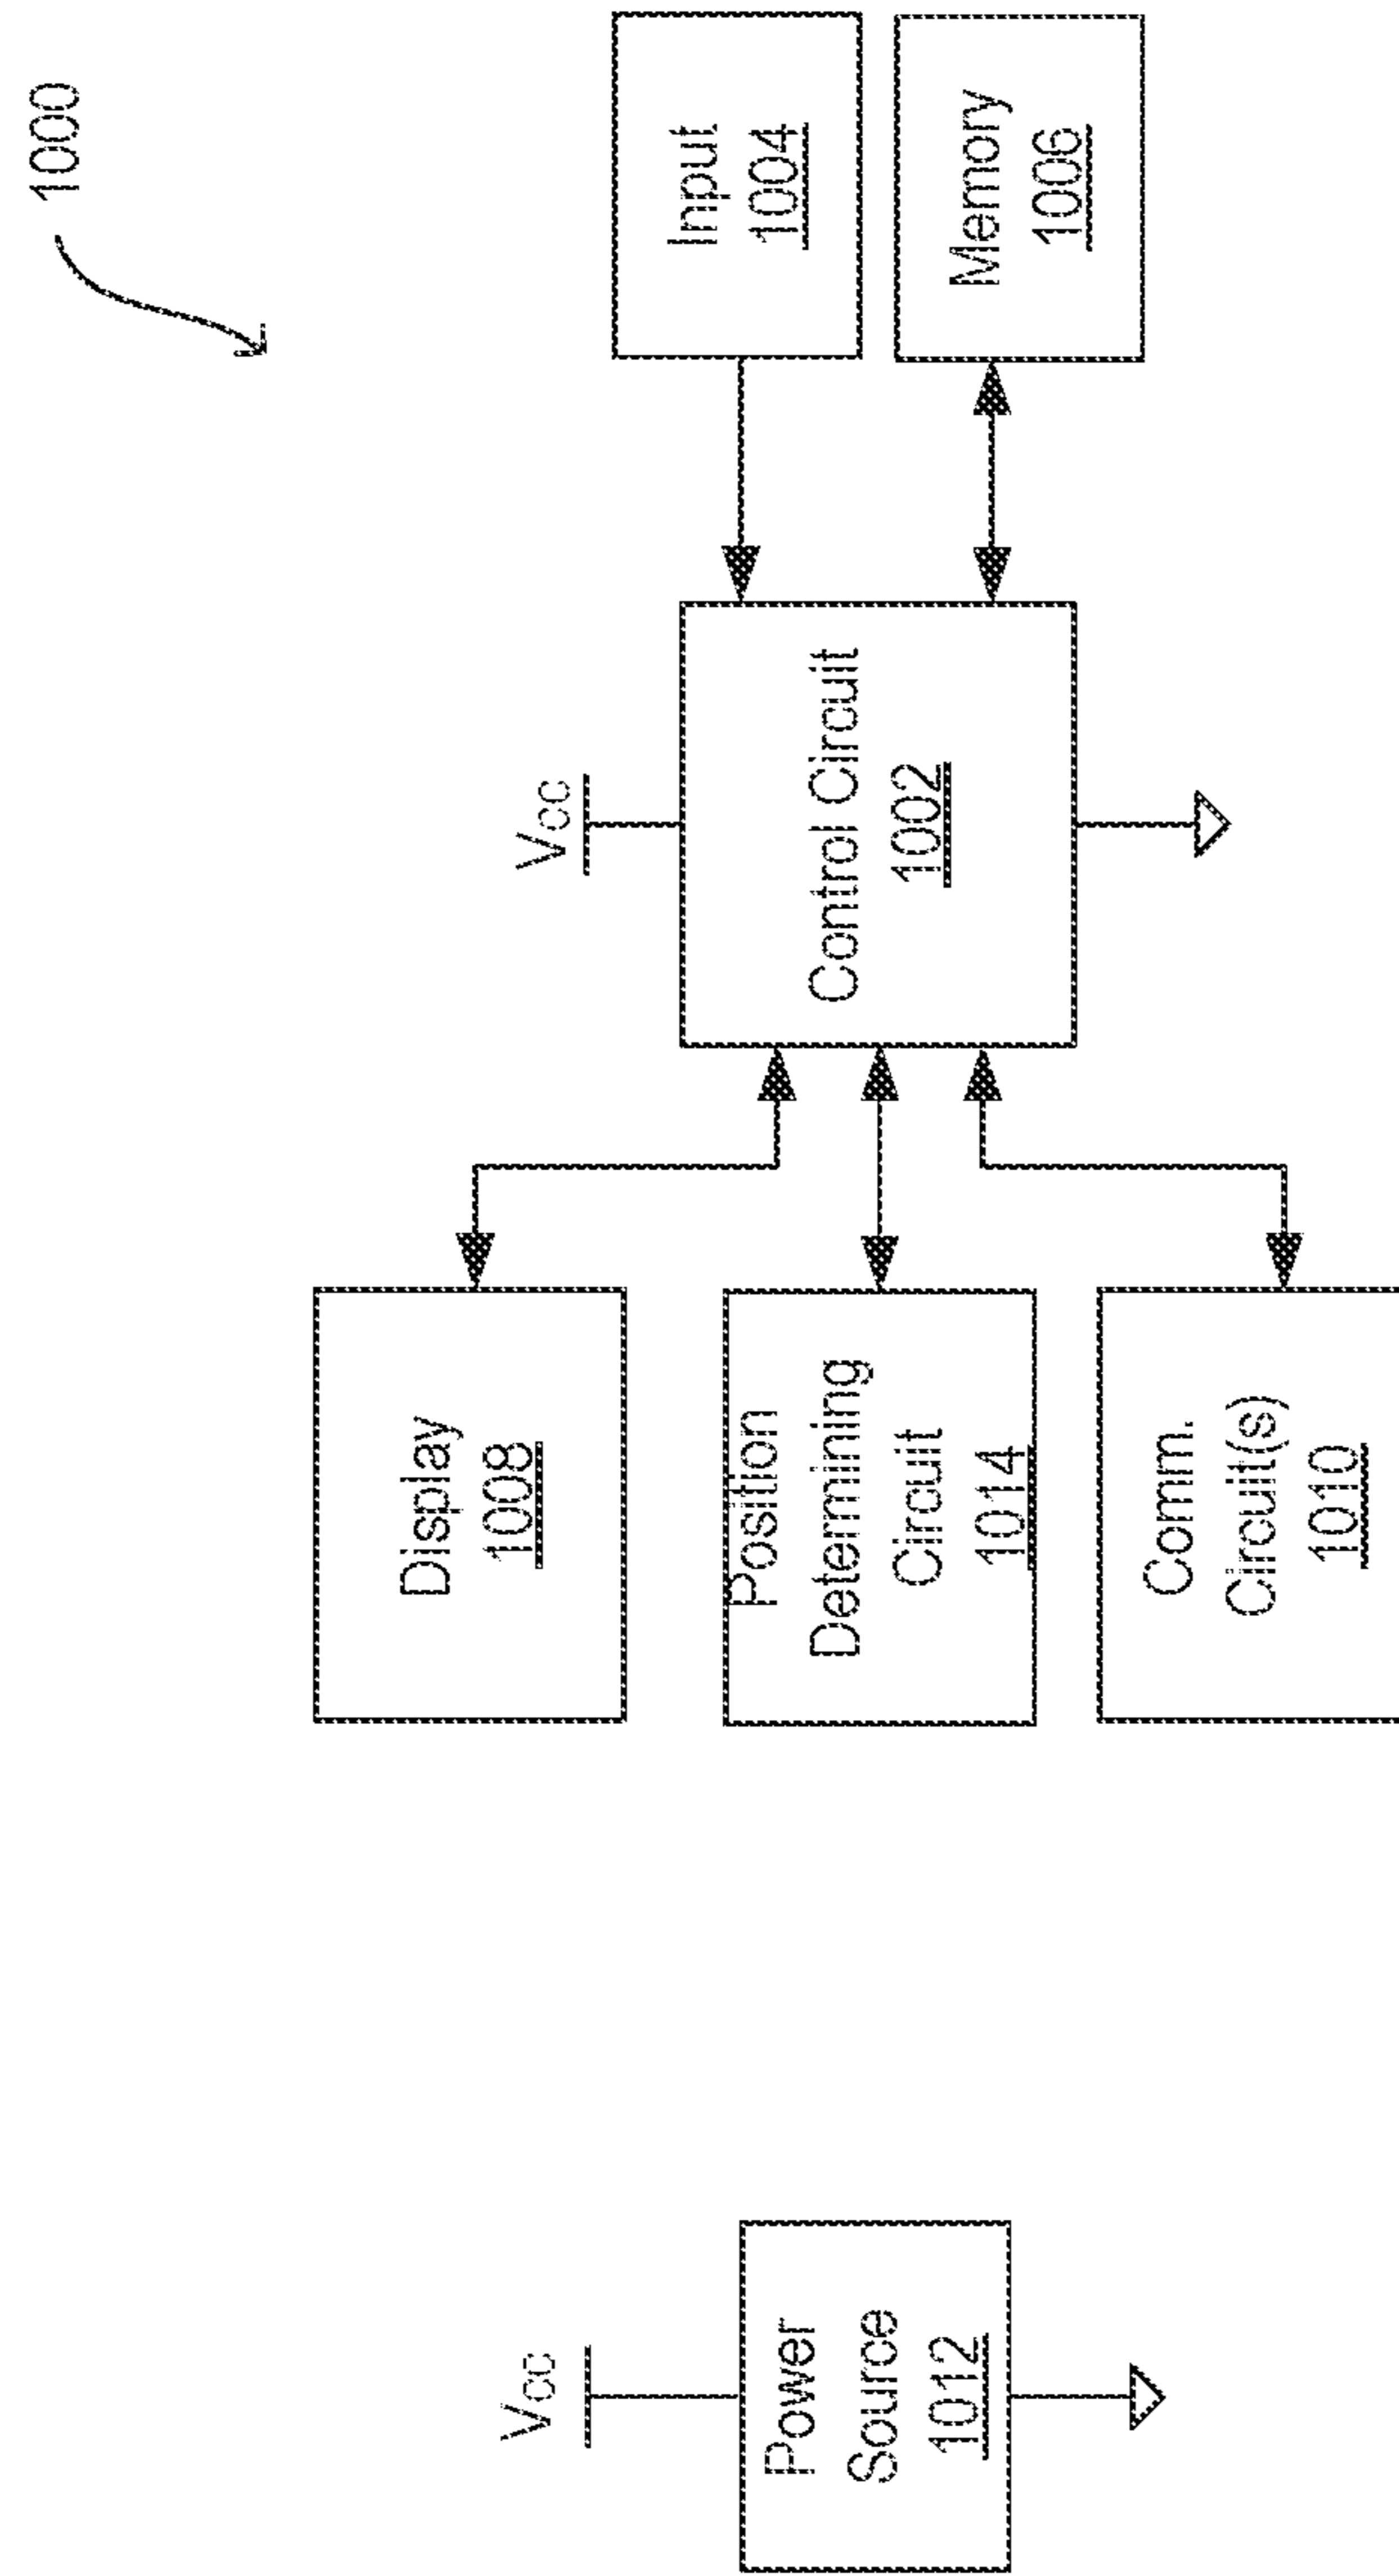 1000
Vcc
Power
Source
1012
Display
1008
Position
Determining
Circuit
1014
Comm.
Circuit(s)
1010
Vcc
Control Circuit
1002
Input
1004
Memory
1006